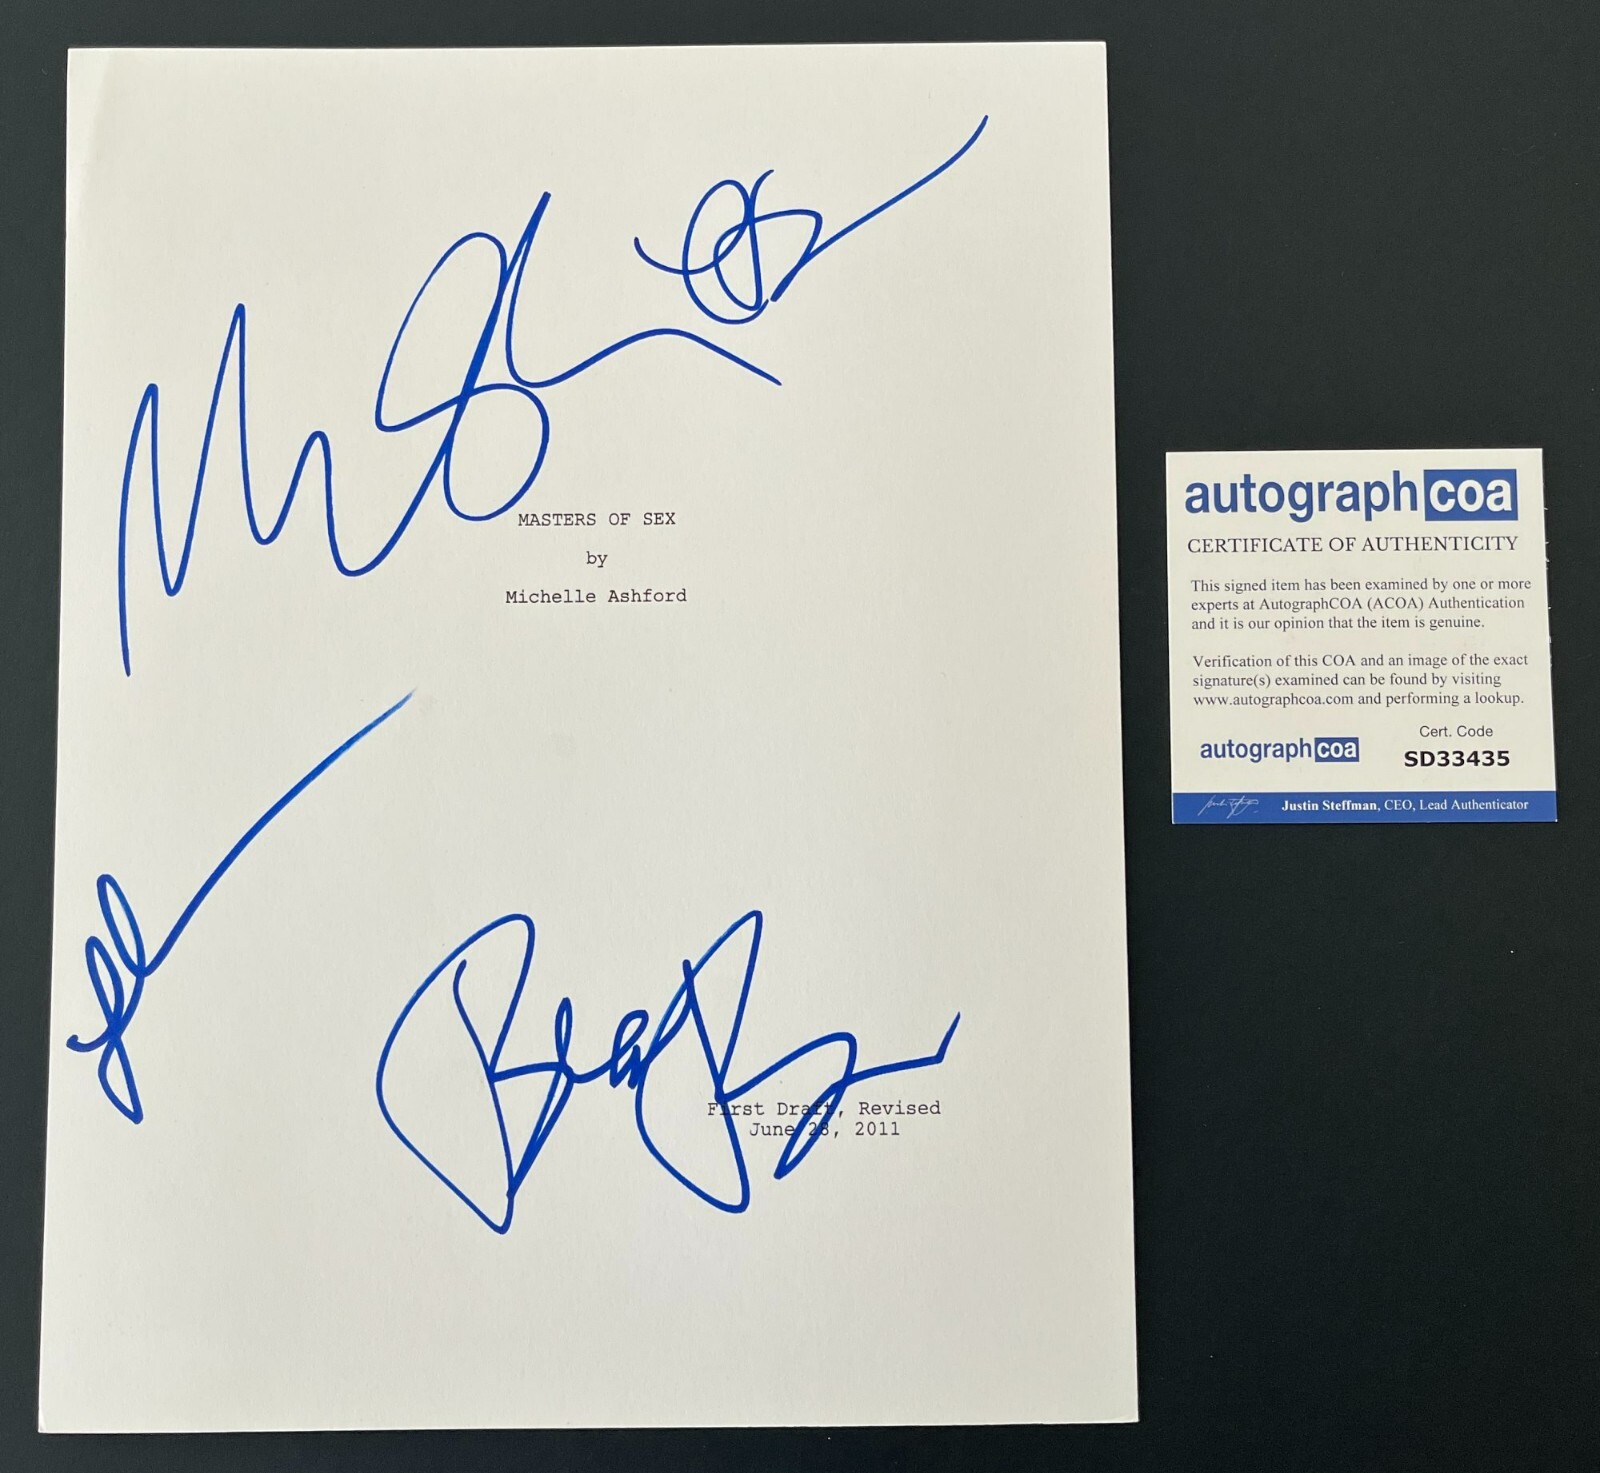 MASTERS OF SEX
by
Michelle Ashford
First Draft, Revised
June 28, 2011
autographcoa
CERTIFICATE OF AUTHENTICITY
This signed item has been examined by one or more
experts at AutographCOA (ACOA) Authentication
and it is our opinion that the item is genuine.
Verification of this COA and an image of the exact
signature(s) examined can be found by visiting
www.autographcoa.com and performing a lookup.
autographcoa
Cert. Code
SD33435
Justin Steffman, CEO, Lead Authenticator